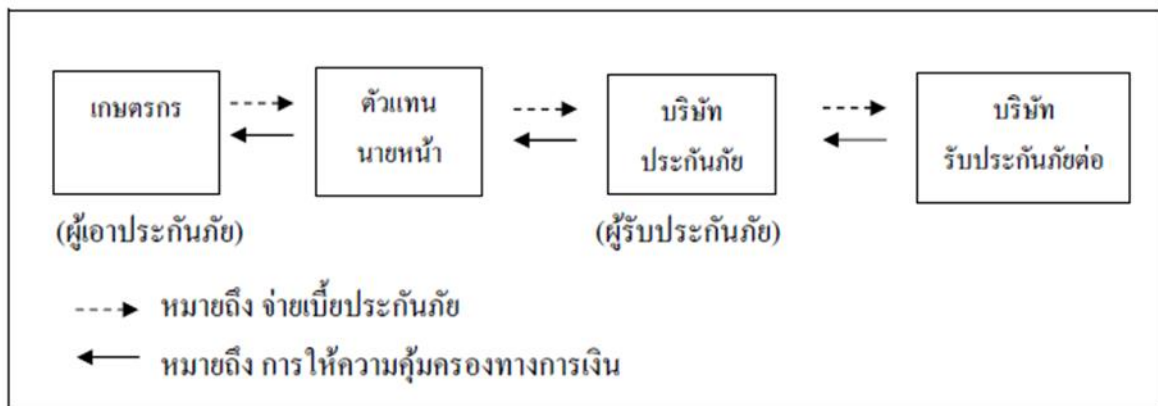 เกษตรกร
ตัวแทน
นายหน้า
บริษัท
ประกันภัย
บริษัท
รับประกันภัยต่อ
(ผู้เอาประกันภัย)
(ผู้รับประกันภัย)
หมายถึง จ่ายเบี้ยประกันภัย
หมายถึง การให้ความคุ้มครองทางการเงิน